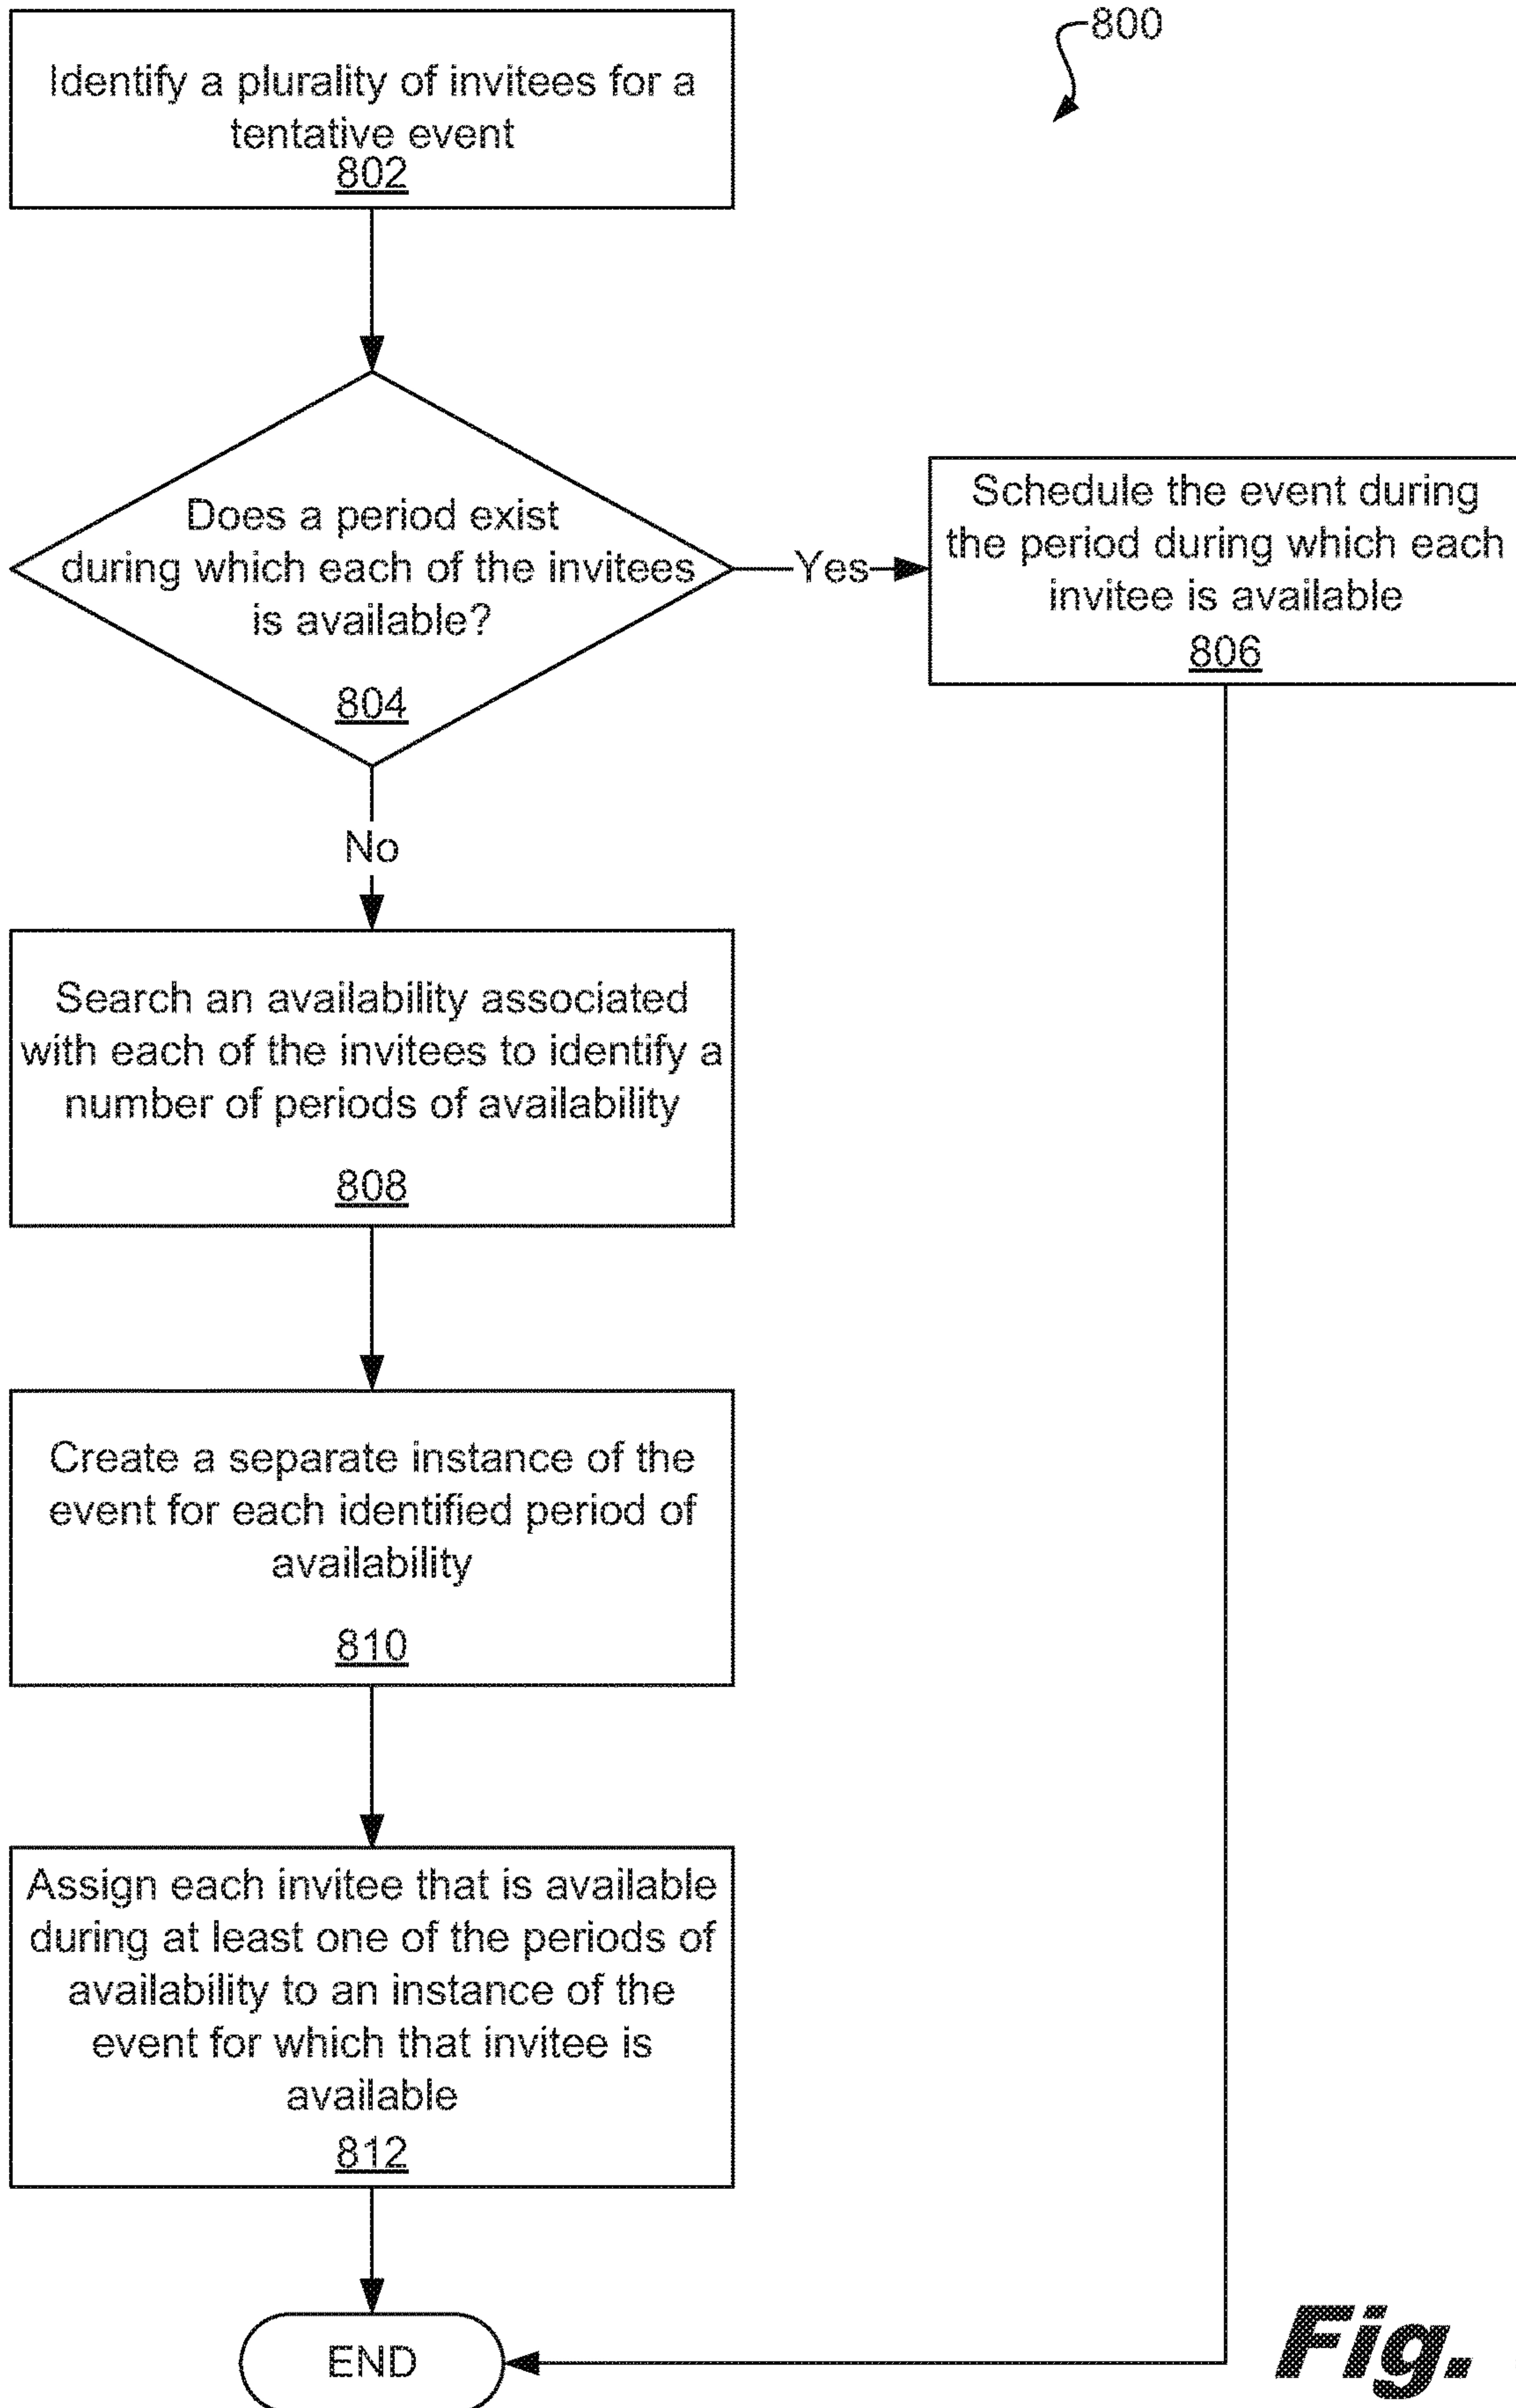 800
Identify a plurality of invitees for a
tentative event
802
Does a period exist
during which each of the invitees
is available?
804
Yes
Schedule the event during
the period during which each
invitee is available
806
No
Search an availability associated
with each of the invitees to identify a
number of periods of availability
808
Create a separate instance of the
event for each identified period of
availability
810
Assign each invitee that is available
during at least one of the periods of
availability to an instance of the
event for which that invitee is
available
812
END
Fig.